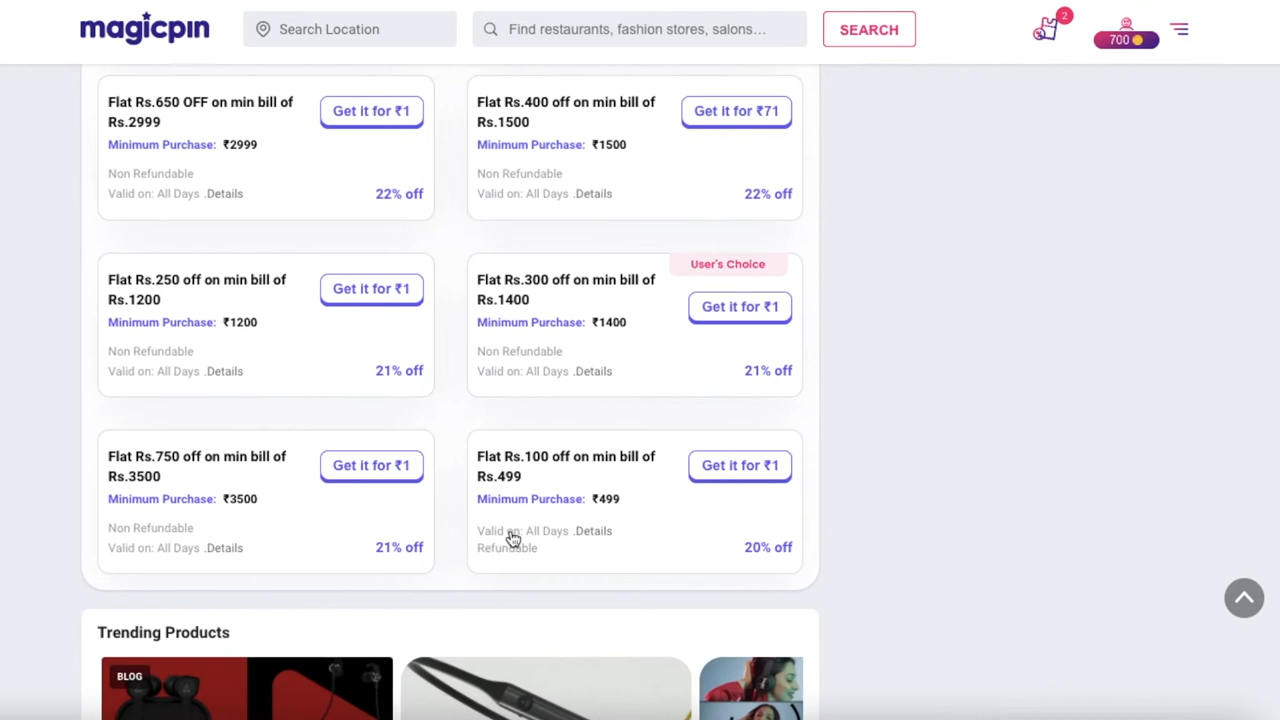 magicpin
Search Location
Find restaurants, fashion stores, salons...
SEARCH
2
700
Flat Rs.650 OFF on min bill of
Rs.2999
Get it for ₹1
Minimum Purchase: ₹2999
Non Refundable
Valid on: All Days .Details
22% off
Flat Rs.400 off on min bill of
Rs.1500
Get it for ₹71
Minimum Purchase: ₹1500
Non Refundable
Valid on: All Days .Details
22% off
Flat Rs.250 off on min bill of
Rs.1200
Get it for ₹1
Minimum Purchase: ₹1200
Non Refundable
Valid on: All Days .Details
21% off
User's Choice
Flat Rs.300 off on min bill of
Rs.1400
Get it for ₹1
Minimum Purchase: ₹1400
Non Refundable
Valid on: All Days .Details
21% off
Flat Rs.750 off on min bill of
Rs.3500
Get it for ₹1
Minimum Purchase: ₹3500
Non Refundable
Valid on: All Days .Details
21% off
Flat Rs.100 off on min bill of
Rs.499
Get it for ₹1
Minimum Purchase: ₹499
Valid on: All Days .Details
Refundable
20% off
Trending Products
BLOG